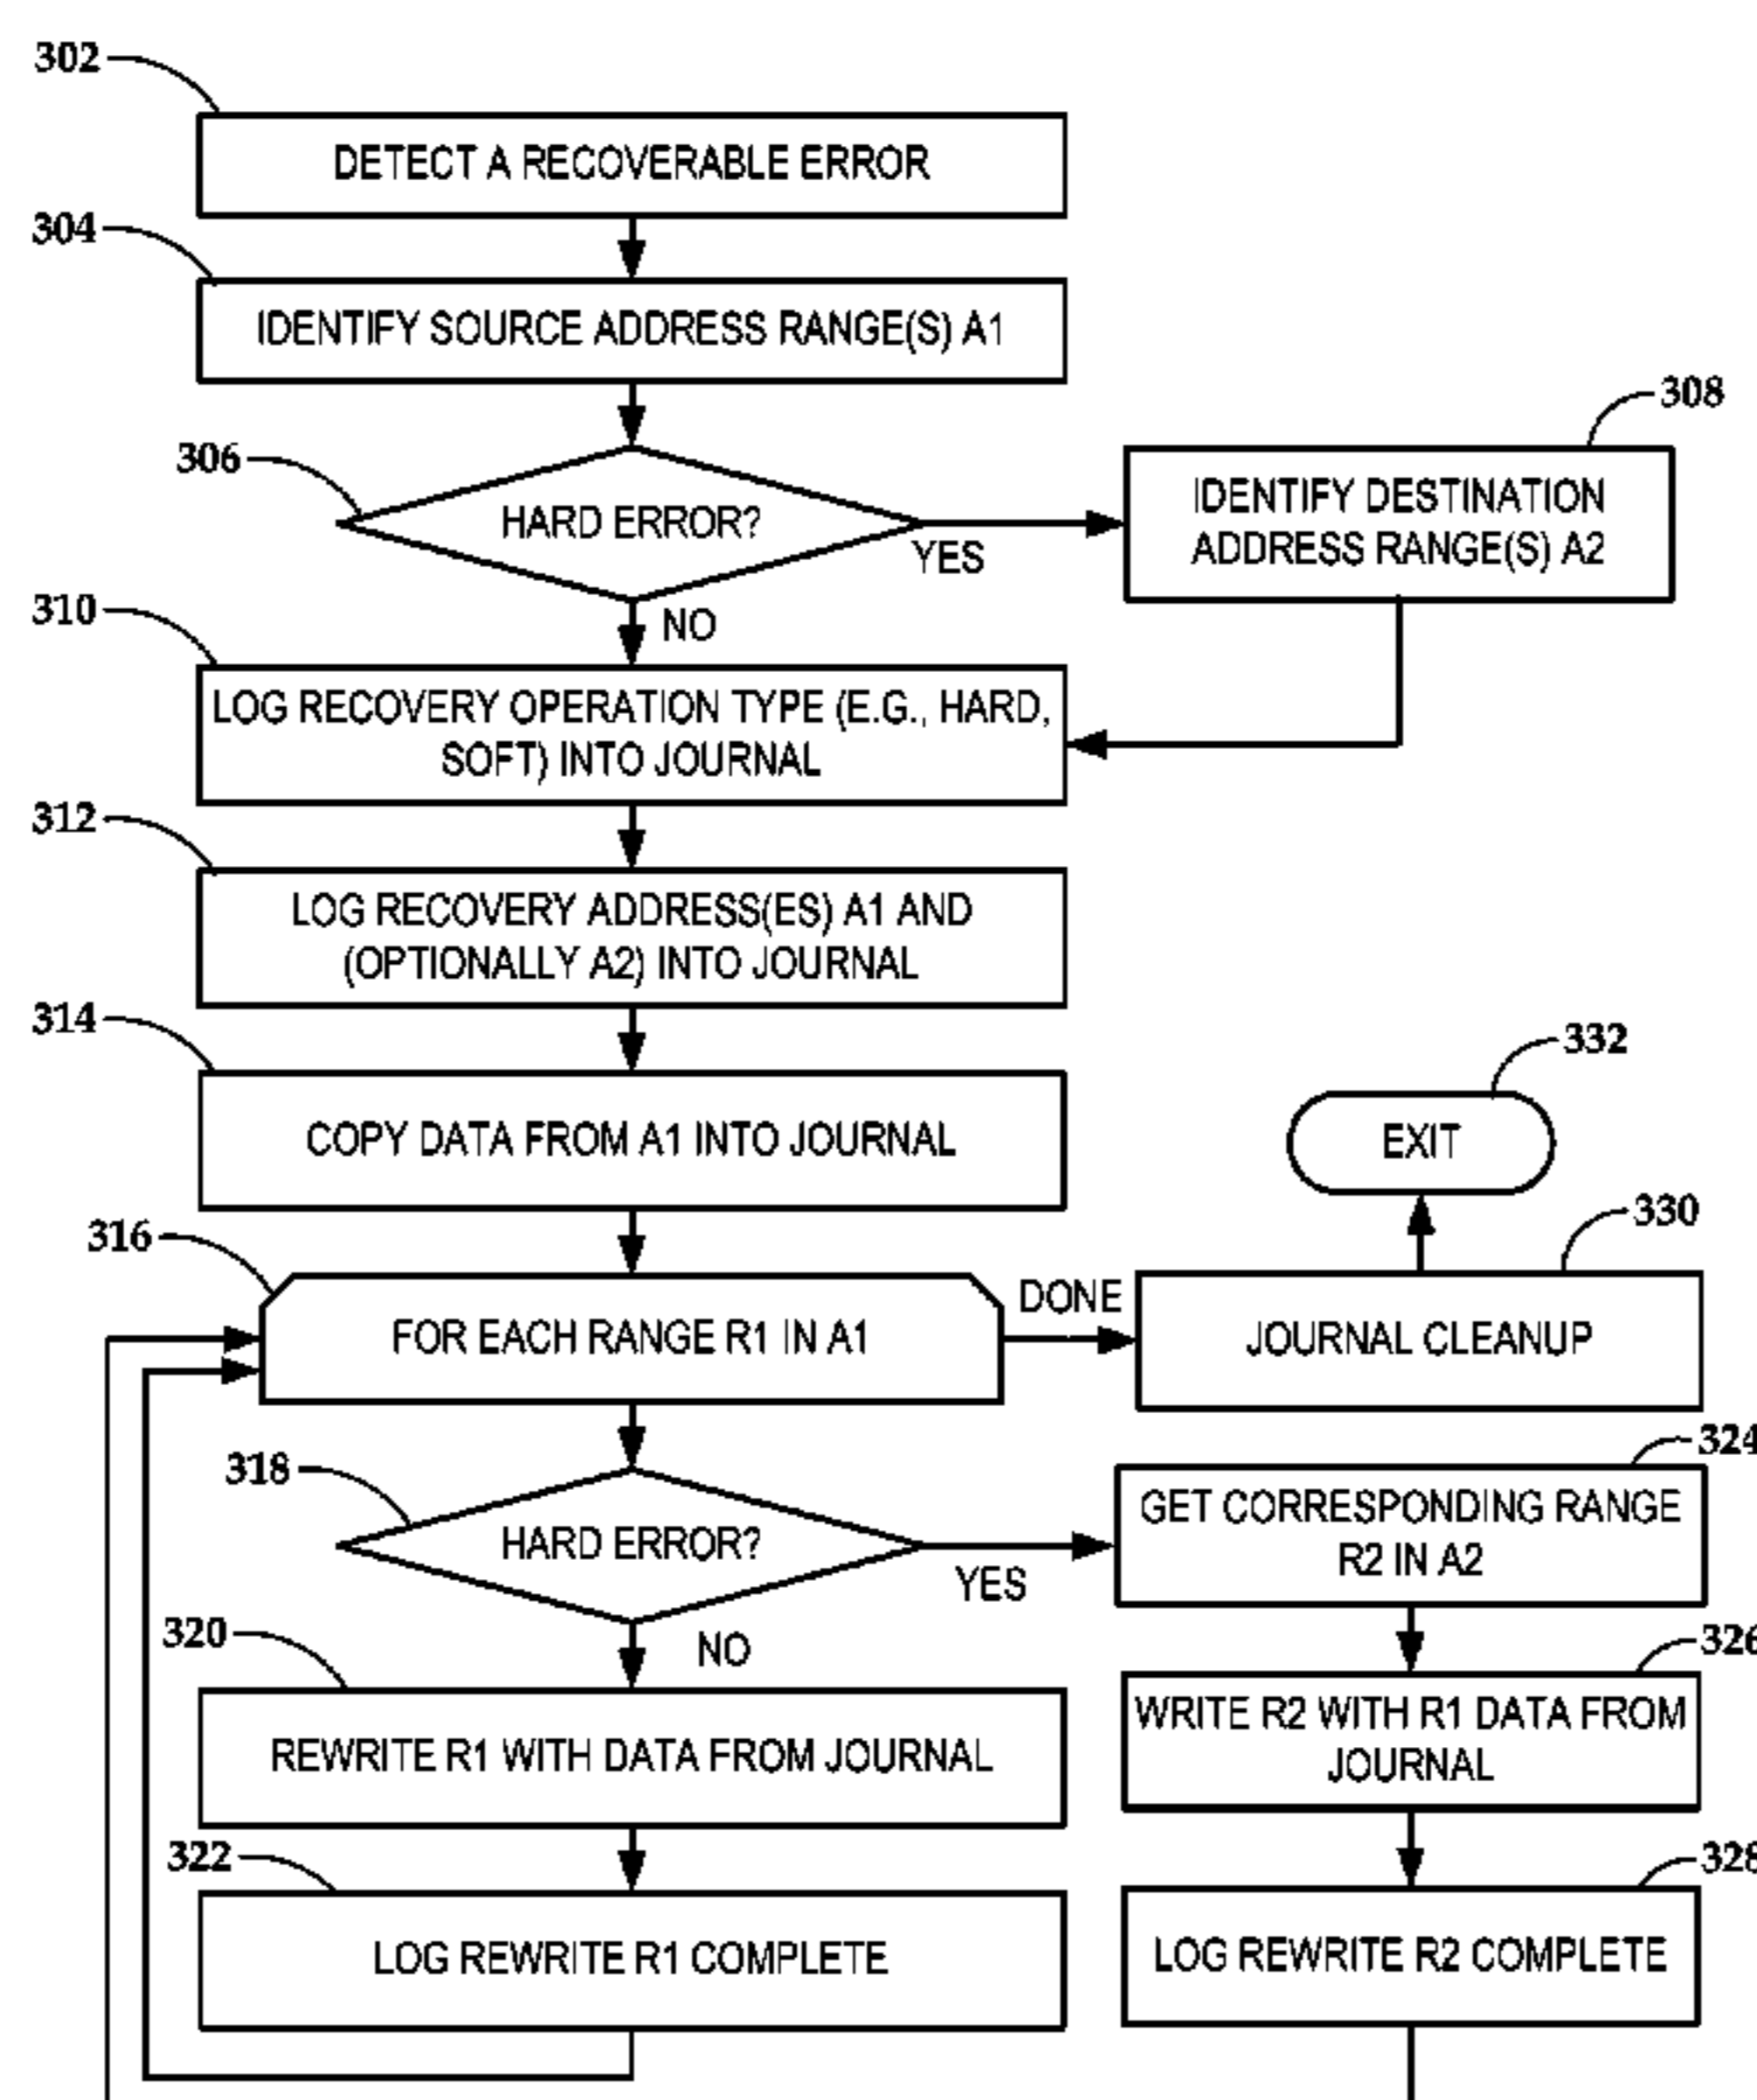 302
DETECT A RECOVERABLE ERROR
304
IDENTIFY SOURCE ADDRESS RANGE(S) A1
306
HARD ERROR?
YES
308
IDENTIFY DESTINATION
ADDRESS RANGE(S) A2
NO
310
LOG RECOVERY OPERATION TYPE (E.G., HARD,
SOFT) INTO JOURNAL
312
LOG RECOVERY ADDRESS(ES) A1 AND
(OPTIONALLY A2) INTO JOURNAL
314
COPY DATA FROM A1 INTO JOURNAL
316
FOR EACH RANGE R1 IN A1
DONE
330
JOURNAL CLEANUP
332
EXIT
318
HARD ERROR?
YES
324
GET CORRESPONDING RANGE
R2 IN A2
NO
320
REWRITE R1 WITH DATA FROM JOURNAL
326
WRITE R2 WITH R1 DATA FROM
JOURNAL
322
LOG REWRITE R1 COMPLETE
328
LOG REWRITE R2 COMPLETE